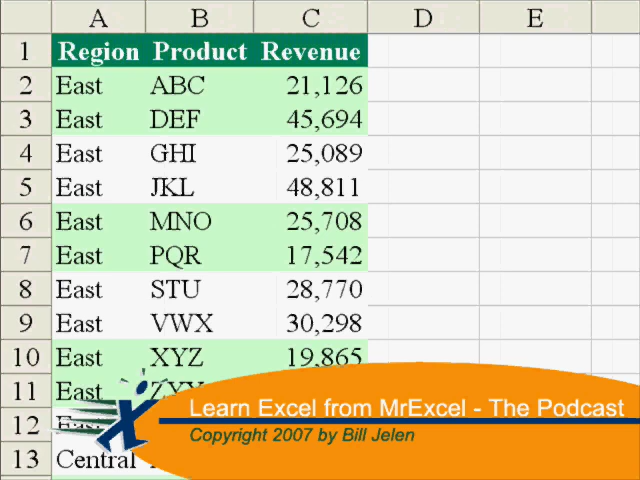 A B C D E
1 Region Product Revenue
2 East ABC 21,126
3 East DEF 45,694
4 East GHI 25,089
5 East JKL 48,811
6 East MNO 25,708
7 East PQR 17,542
8 East STU 28,770
9 East VWX 30,298
10 East XYZ 19,865
11 East
12 East
13 Central
Learn Excel from MrExcel - The Podcast
Copyright 2007 by Bill Jelen